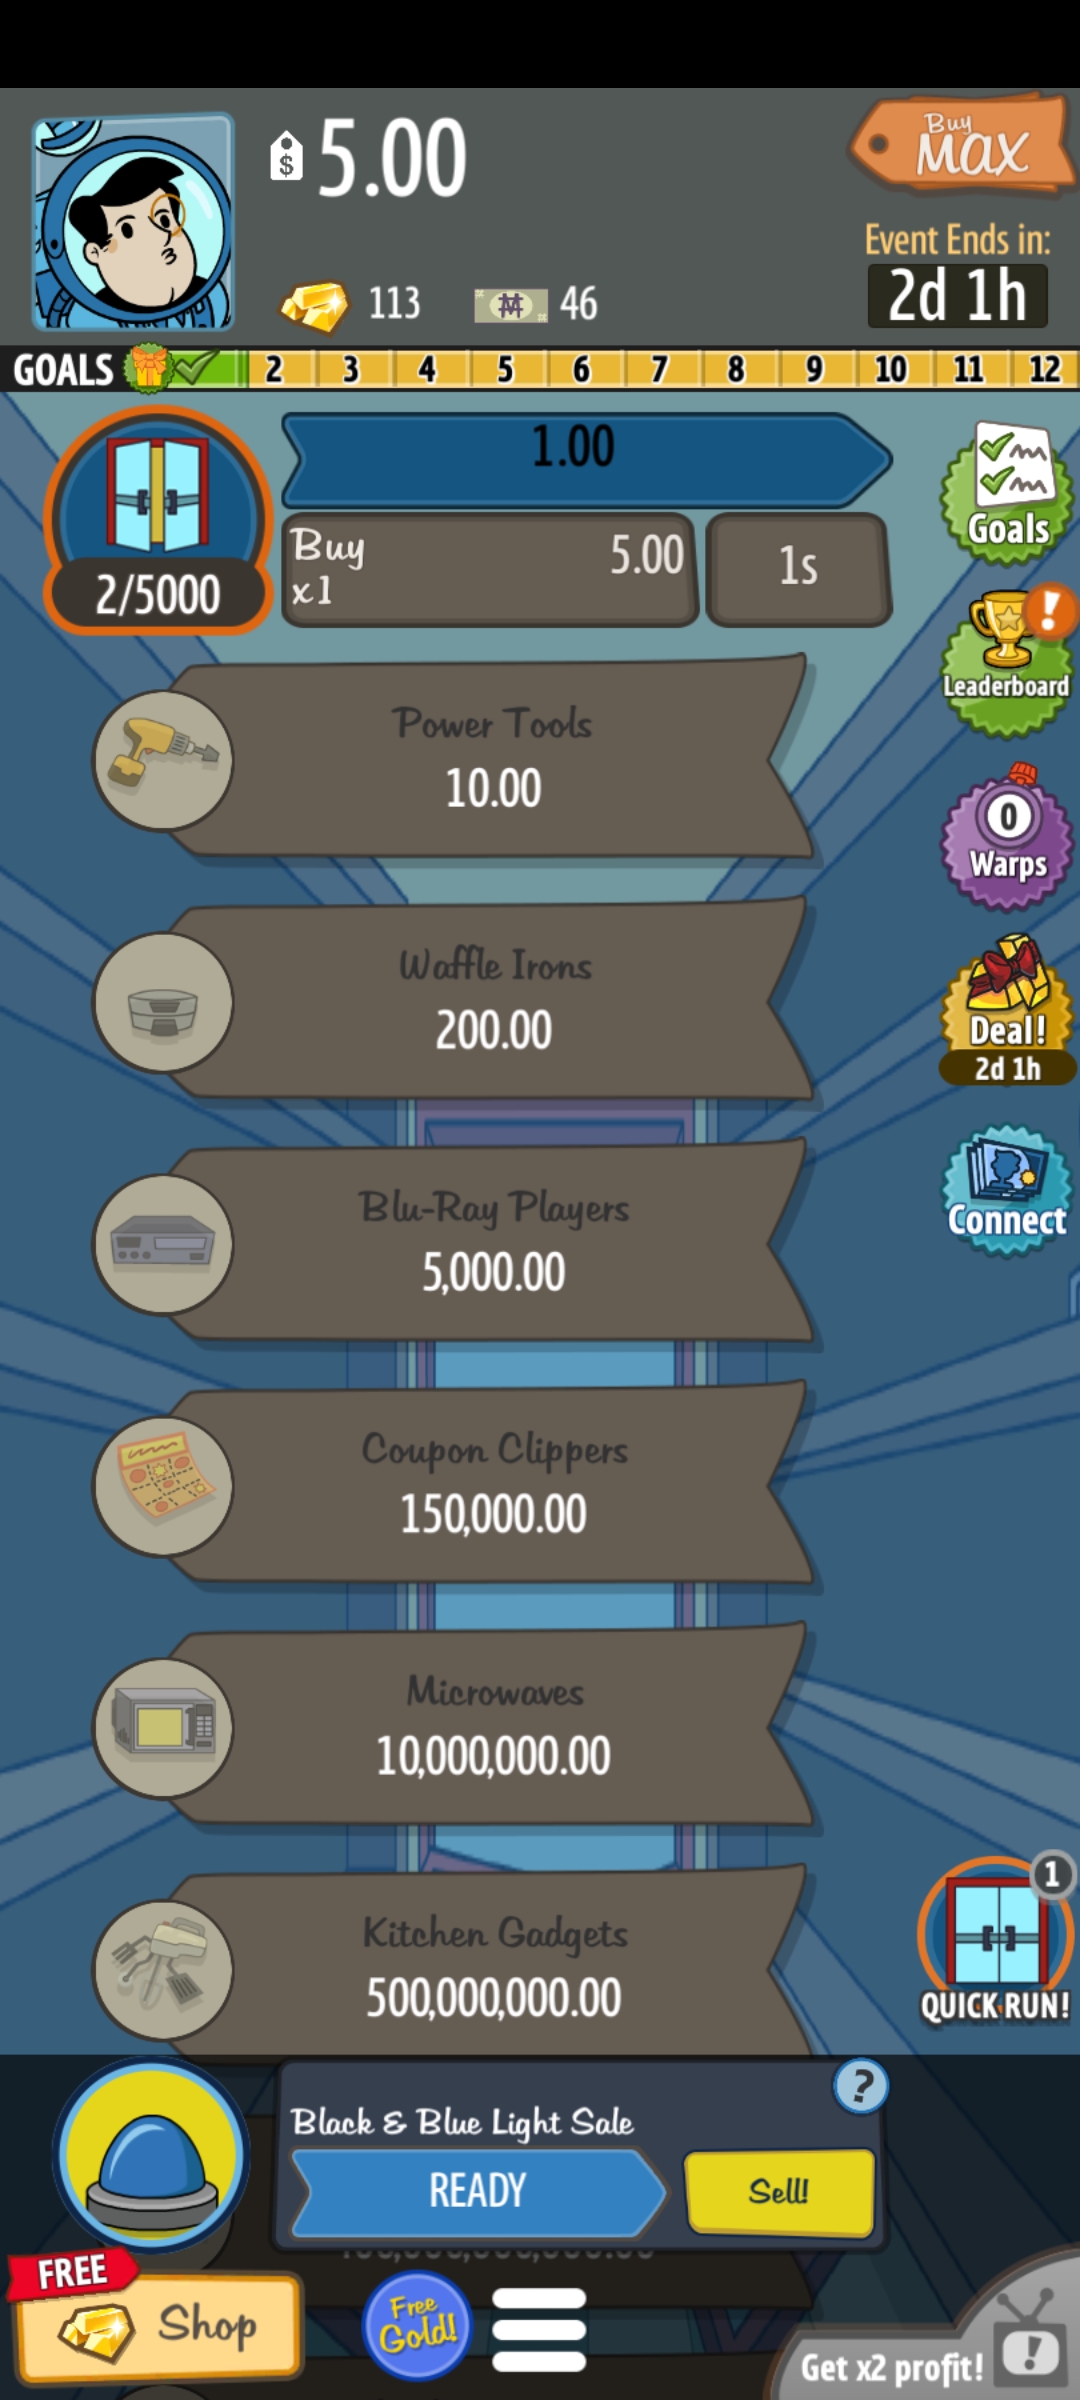 $ 5.00
Buy
MAX
Event Ends in:
113
46
2d 1h
GOALS 2 3 4 5 6 7 8 9 10 11 12
1.00
Buy
x1
5.00
1s
2/5000
Goals
Power Tools
10.00
!
Leaderboard
0
Warps
Waffle Irons
200.00
Deal!
2d 1h
Blu-Ray Players
5,000.00
Connect
Coupon Clippers
150,000.00
Microwaves
10,000,000.00
Kitchen Gadgets
500,000,000.00
1
QUICK RUN!
?
Black & Blue Light Sale
READY
Sell!
FREE
Shop
Free
Gold!
Get x2 profit!
!